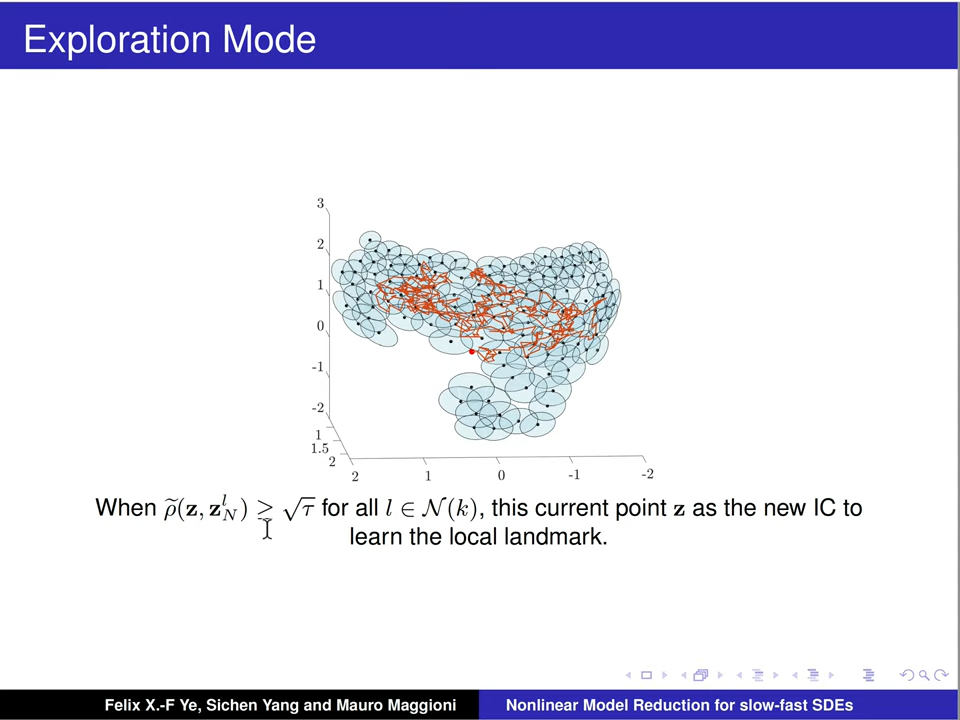 Exploration Mode
3
2
1
0
-1
-2
1
1.5
2
2
1
0
-1
-2
When ρ̃(z, z_N^l) ≥ √τ for all l ∈ N(k), this current point z as the new IC to
learn the local landmark.
Felix X.-F Ye, Sichen Yang and Mauro Maggioni
Nonlinear Model Reduction for slow-fast SDEs